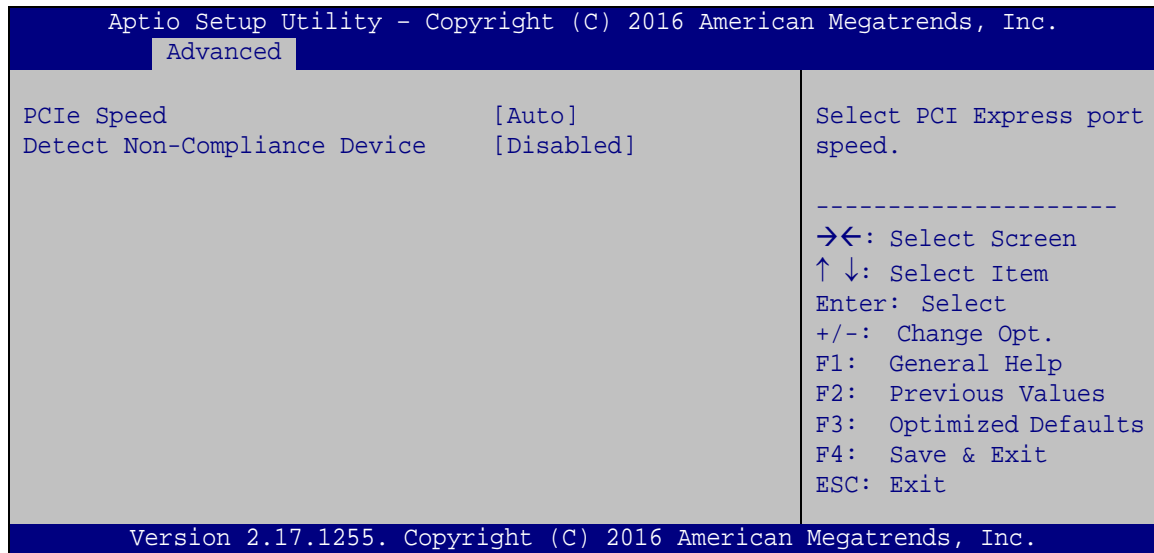 Aptio Setup Utility – Copyright (C) 2016 American Megatrends, Inc.
Advanced
PCIe Speed [Auto]
Detect Non-Compliance Device [Disabled]
Select PCI Express port
speed.
---------------------
→←: Select Screen
↑ ↓: Select Item
Enter: Select
+/-: Change Opt.
F1: General Help
F2: Previous Values
F3: Optimized Defaults
F4: Save & Exit
ESC: Exit
Version 2.17.1255. Copyright (C) 2016 American Megatrends, Inc.